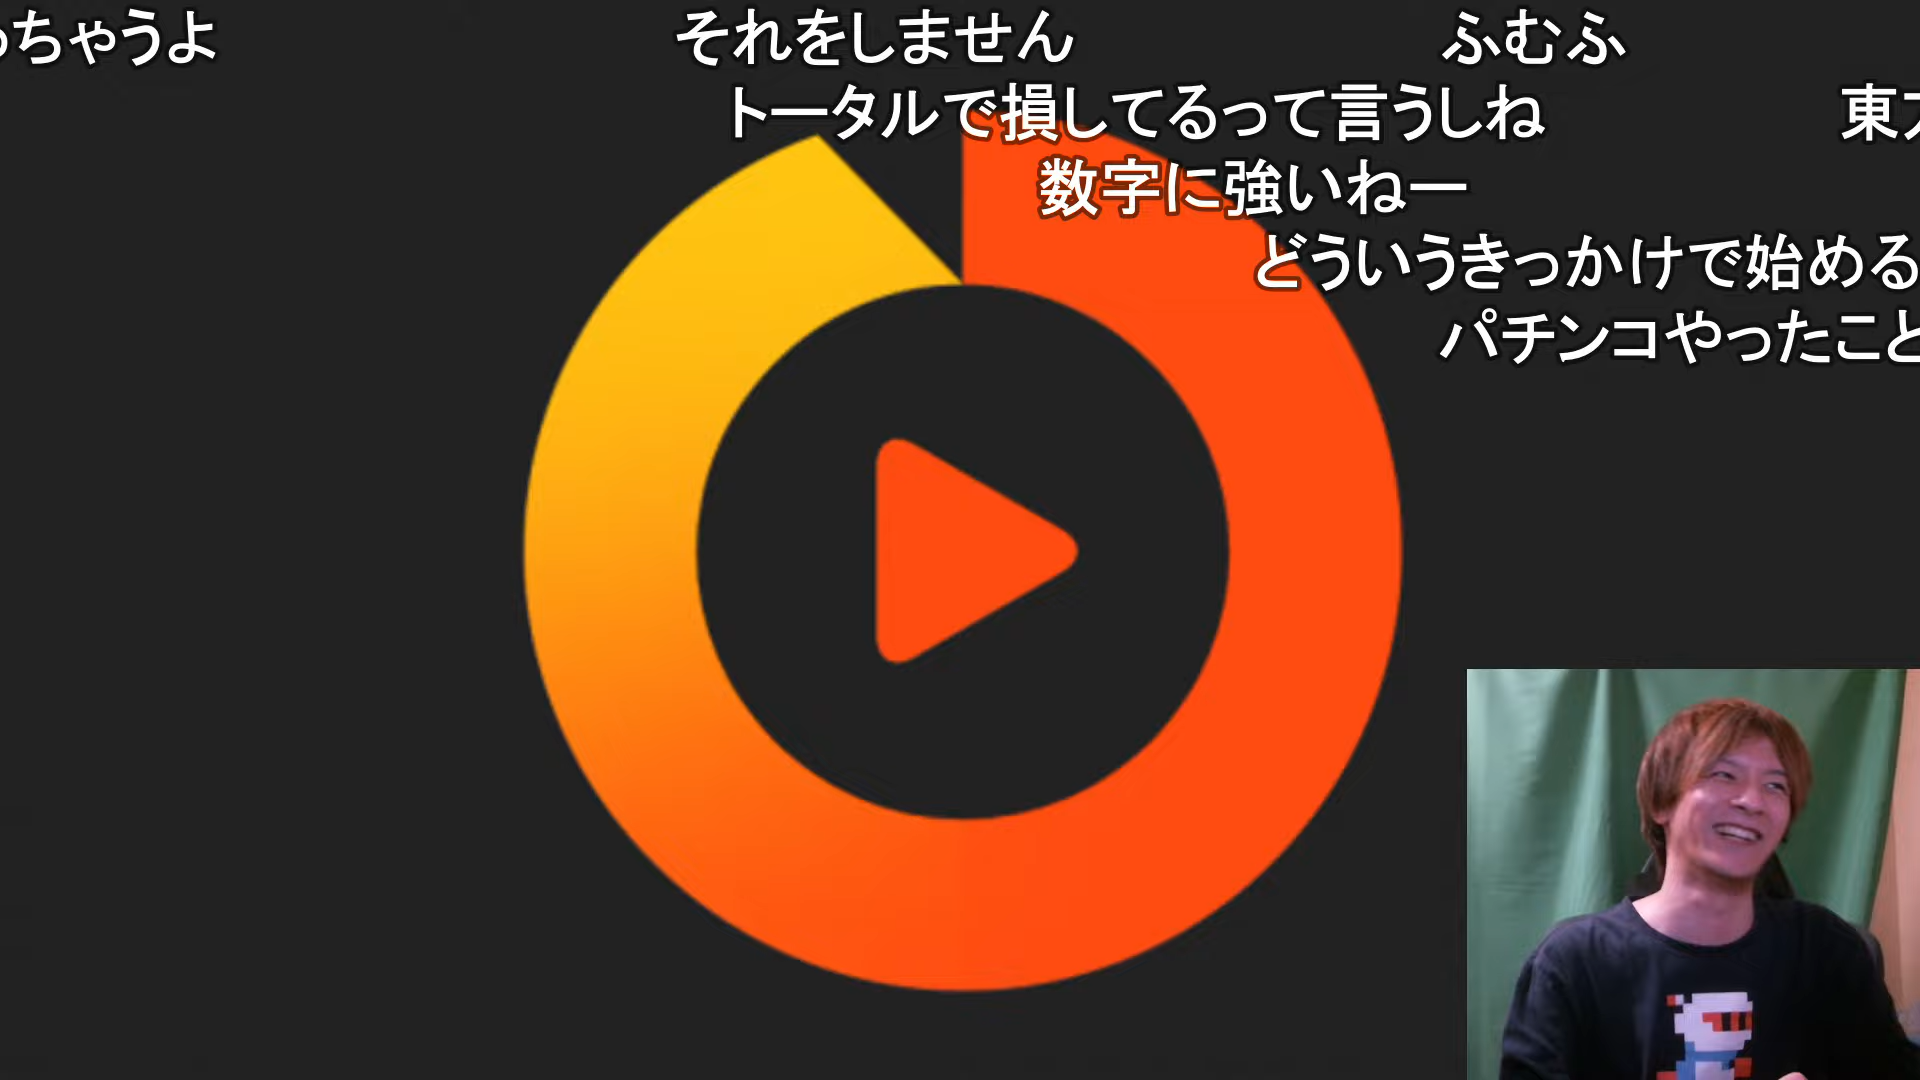 っちゃうよ
それをしません
ふむふ
トータルで損してるって言うしね
東方
数字に強いねー
どういうきっかけで始める
パチンコやったこと